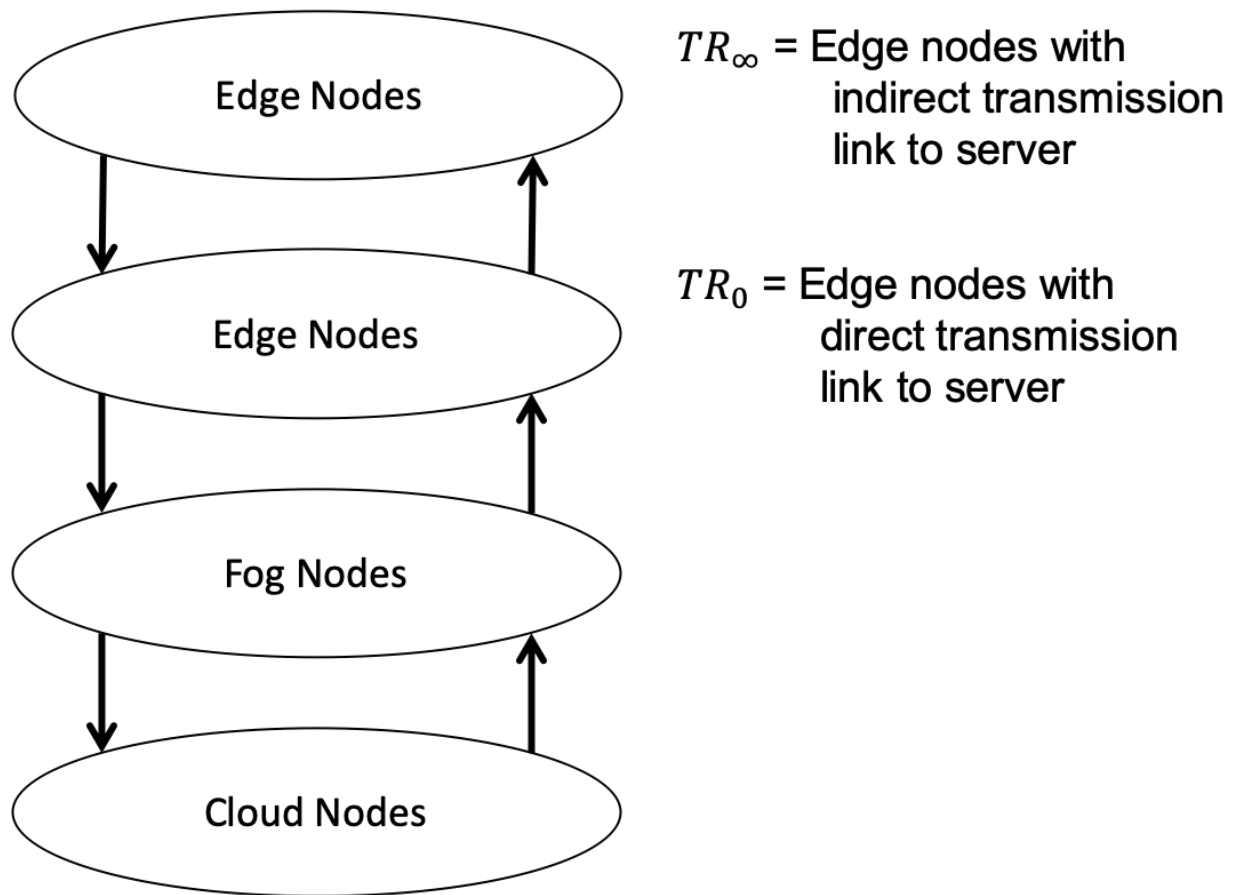 Edge Nodes
TR∞ = Edge nodes with
indirect transmission
link to server
Edge Nodes
TR0 = Edge nodes with
direct transmission
link to server
Fog Nodes
Cloud Nodes